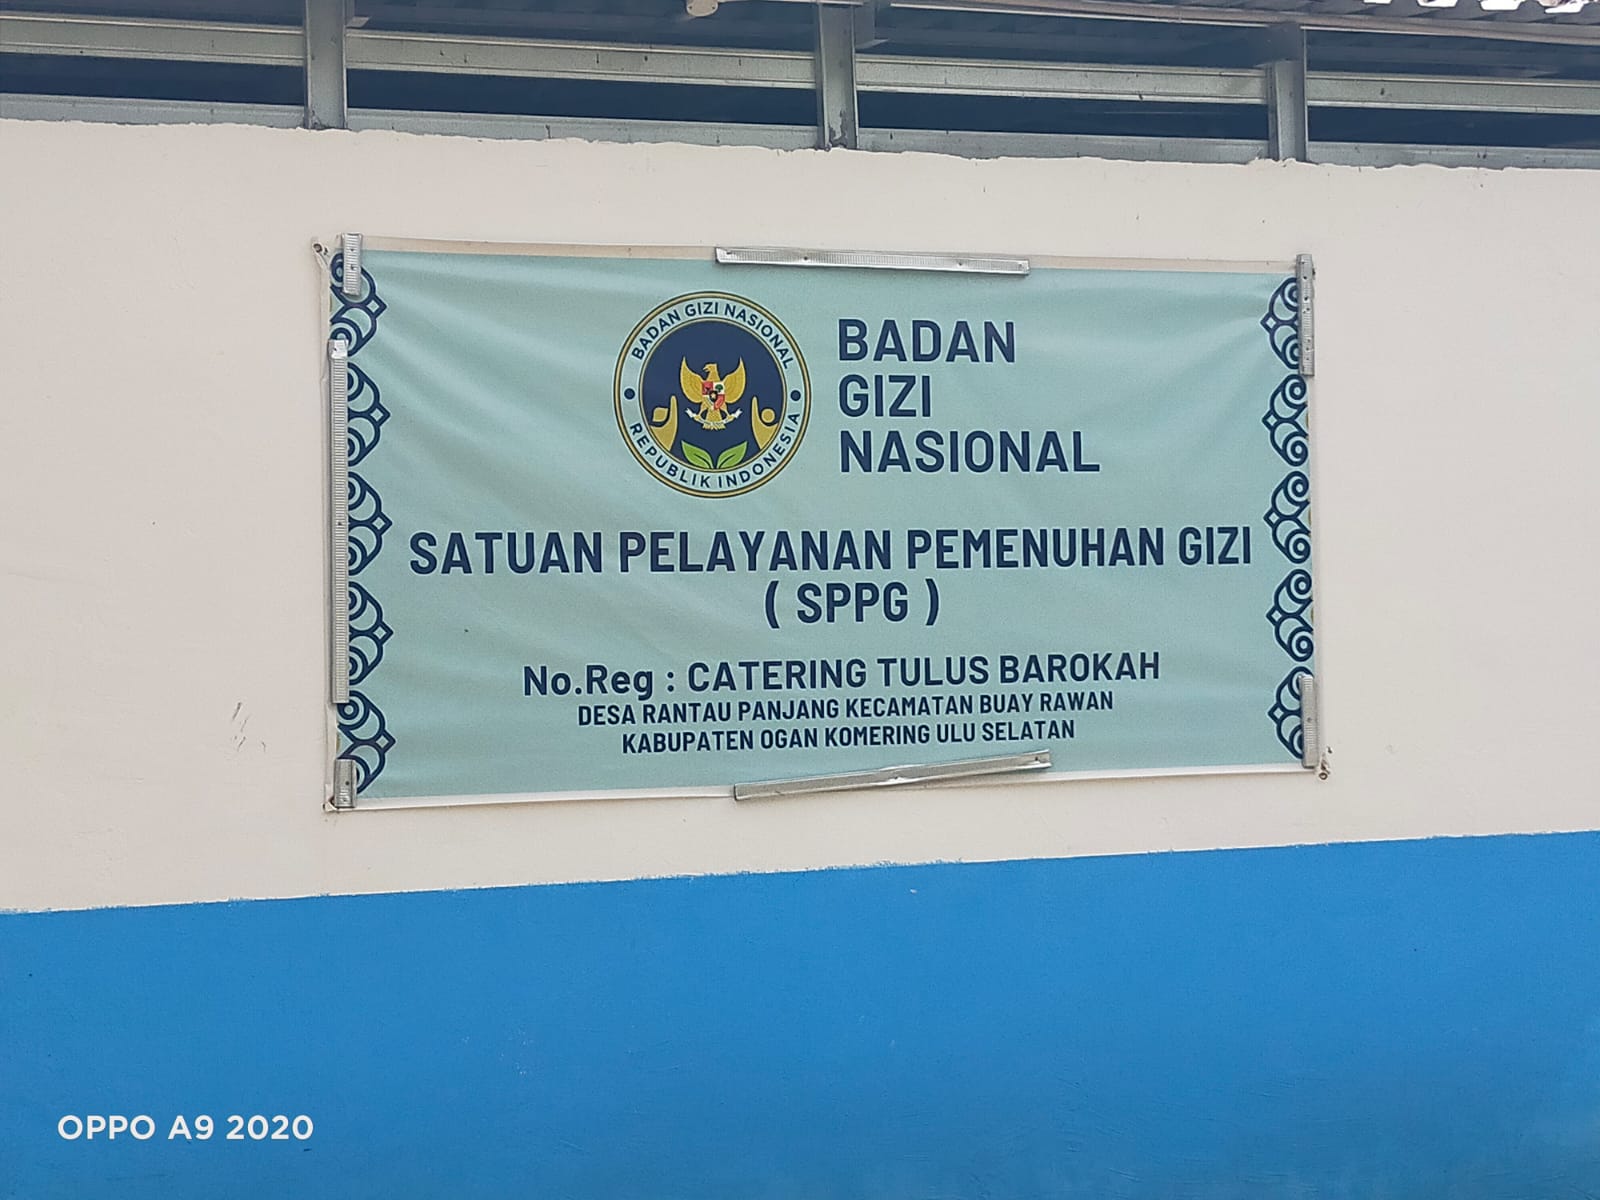 BADAN GIZI NASIONAL
REPUBLIK INDONESIA
BADAN
GIZI
NASIONAL
SATUAN PELAYANAN PEMENUHAN GIZI
( SPPG )
No.Reg : CATERING TULUS BAROKAH
DESA RANTAU PANJANG KECAMATAN BUAY RAWAN
KABUPATEN OGAN KOMERING ULU SELATAN
OPPO A9 2020